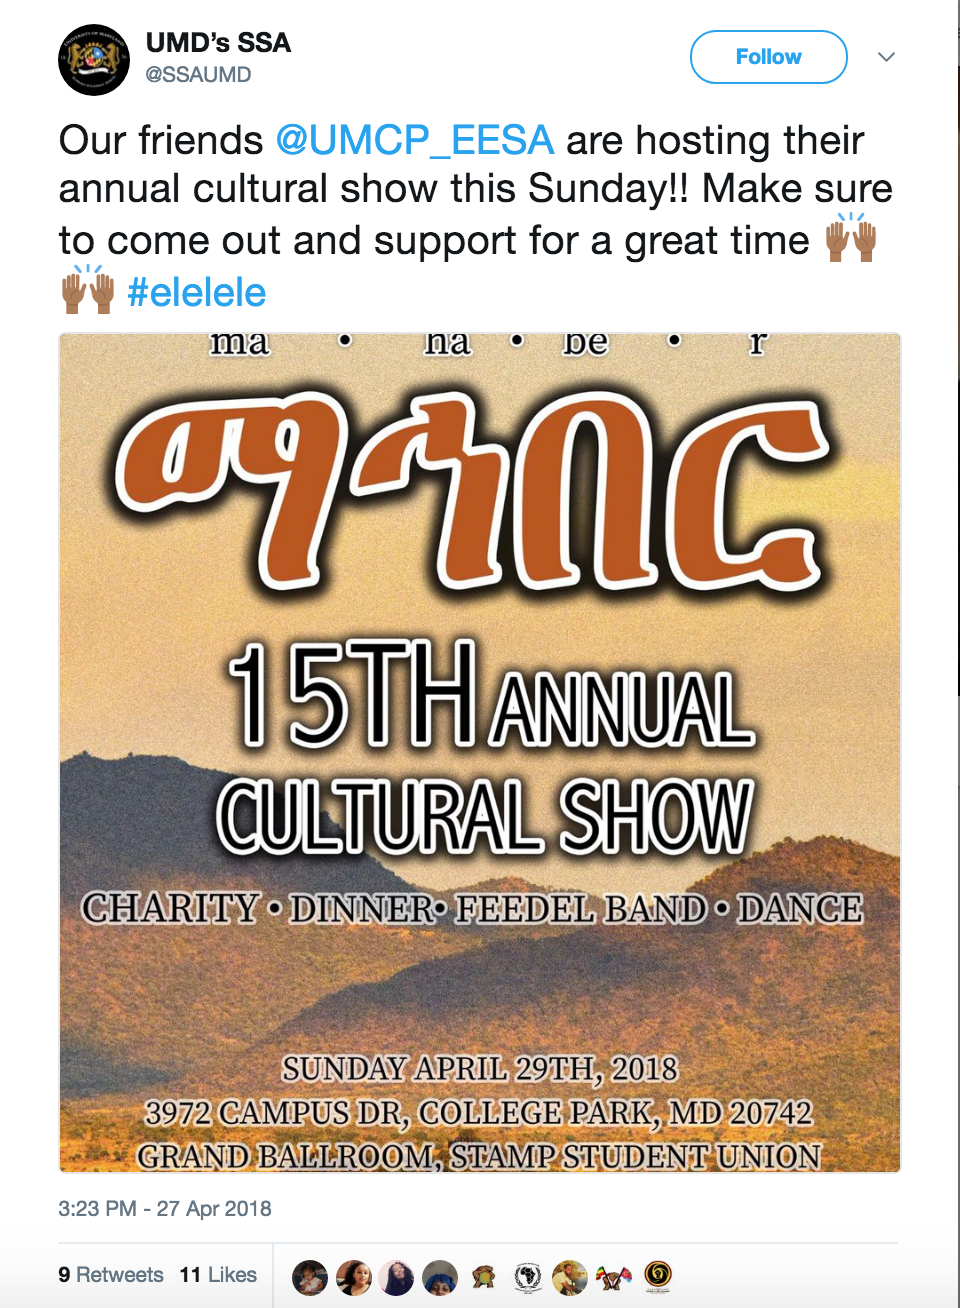 UMD's SSA
@SSAUMD
Follow
Our friends @UMCP_EESA are hosting their
annual cultural show this Sunday!! Make sure
to come out and support for a great time 🙌🏾
🙌🏾 #elelele
ma • ha • be • r
ማኅበር
15TH ANNUAL
CULTURAL SHOW
CHARITY • DINNER• FEEDEL BAND • DANCE
SUNDAY APRIL 29TH, 2018
3972 CAMPUS DR, COLLEGE PARK, MD 20742
GRAND BALLROOM, STAMP STUDENT UNION
3:23 PM - 27 Apr 2018
9 Retweets 11 Likes